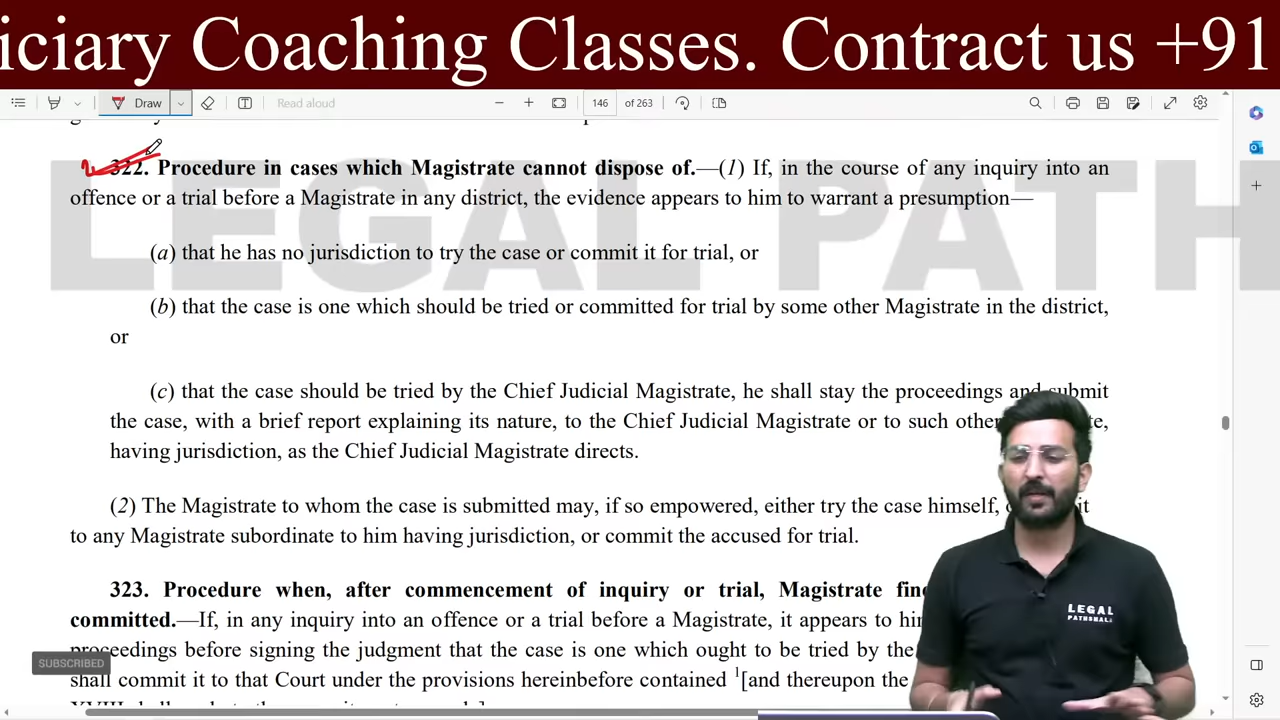 iciary Coaching Classes. Contract us +91
Draw
Read aloud
146 of 263
322. Procedure in cases which Magistrate cannot dispose of.—(1) If, in the course of any inquiry into an
offence or a trial before a Magistrate in any district, the evidence appears to him to warrant a presumption—
(a) that he has no jurisdiction to try the case or commit it for trial, or
(b) that the case is one which should be tried or committed for trial by some other Magistrate in the district,
or
(c) that the case should be tried by the Chief Judicial Magistrate, he shall stay the proceedings and submit
the case, with a brief report explaining its nature, to the Chief Judicial Magistrate or to such other
having jurisdiction, as the Chief Judicial Magistrate directs.
(2) The Magistrate to whom the case is submitted may, if so empowered, either try the case himself,
to any Magistrate subordinate to him having jurisdiction, or commit the accused for trial.
323. Procedure when, after commencement of inquiry or trial, Magistrate
committed.—If, in any inquiry into an offence or a trial before a Magistrate, it appears to
proceedings before signing the judgment that the case is one which ought to be tried by the
shall commit it to that Court under the provisions hereinbefore contained 1[and thereupon the
LEGAL PATH
LEGAL
PATHSHALA
SUBSCRIBED